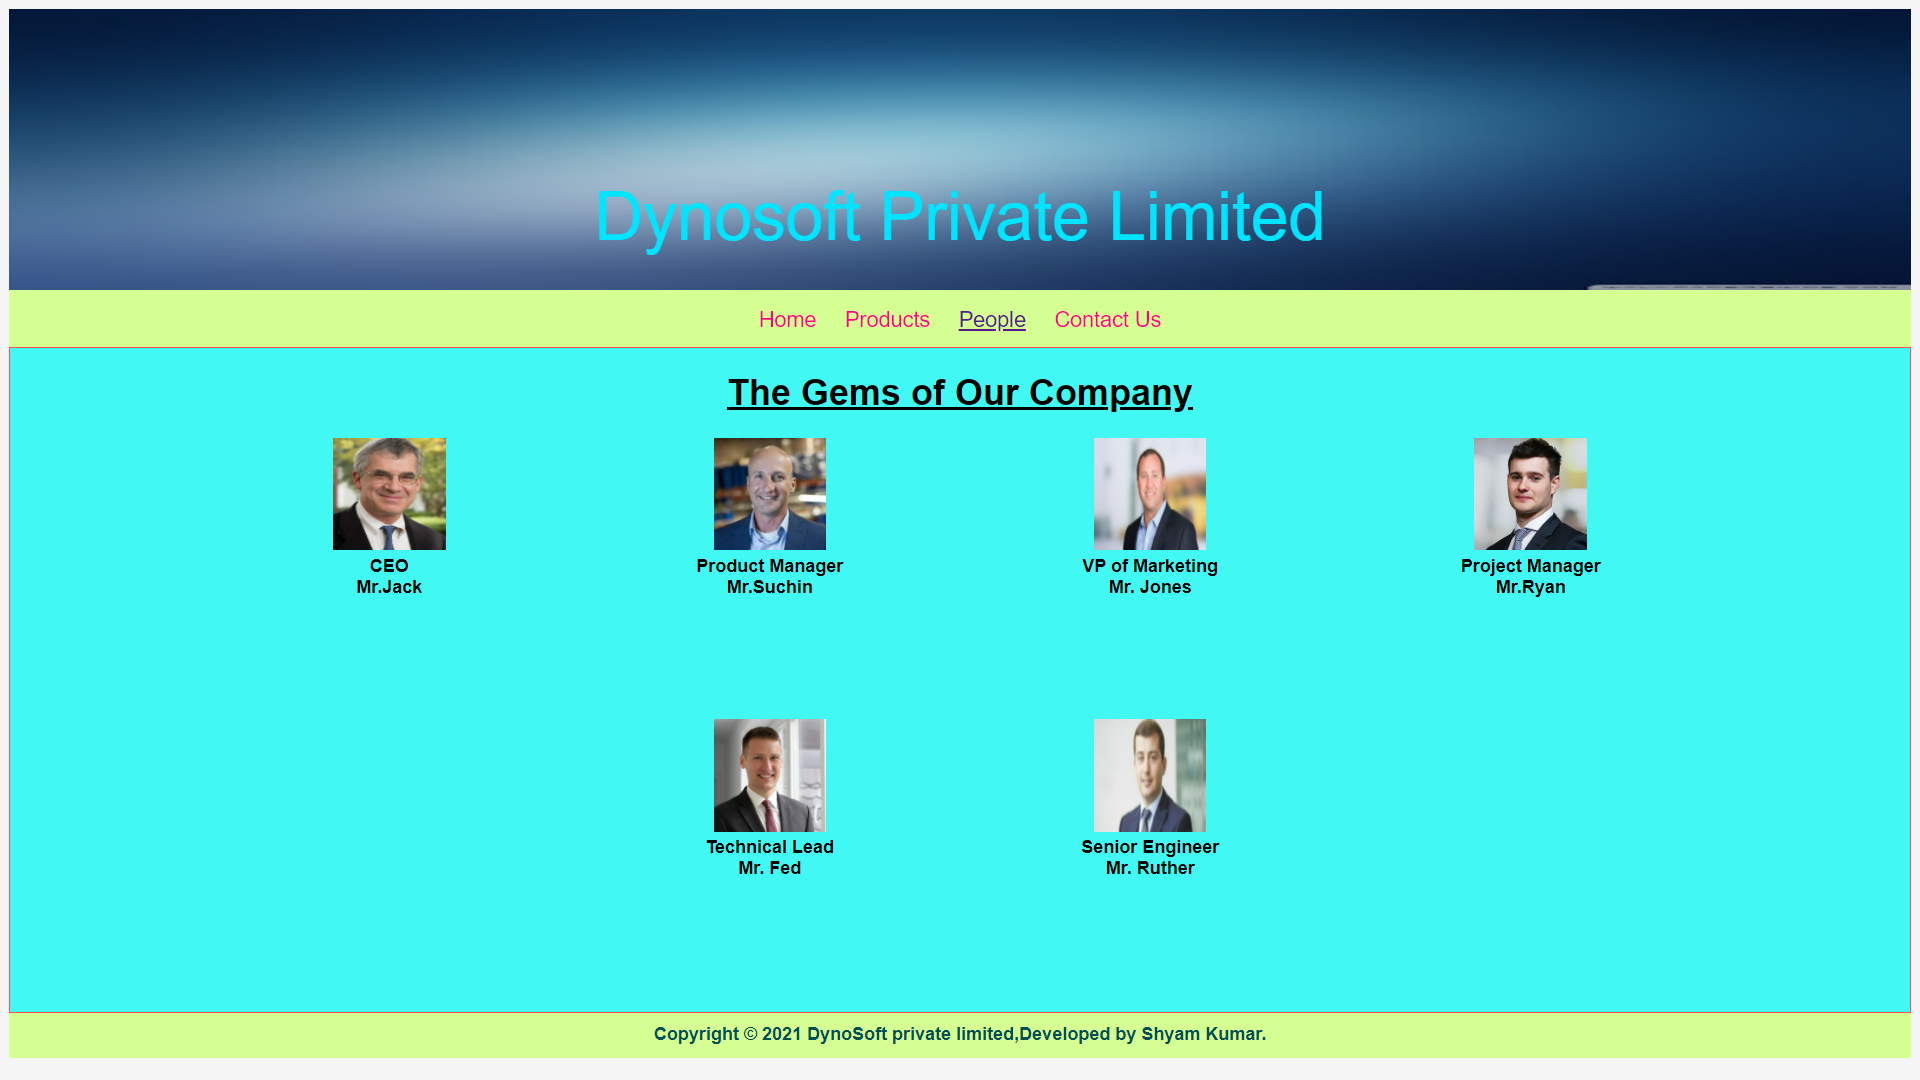 Dynosoft Private Limited
Home Products People Contact Us
The Gems of Our Company
CEO
Mr.Jack
Product Manager
Mr.Suchin
VP of Marketing
Mr. Jones
Project Manager
Mr.Ryan
Technical Lead
Mr. Fed
Senior Engineer
Mr. Ruther
Copyright © 2021 DynoSoft private limited,Developed by Shyam Kumar.